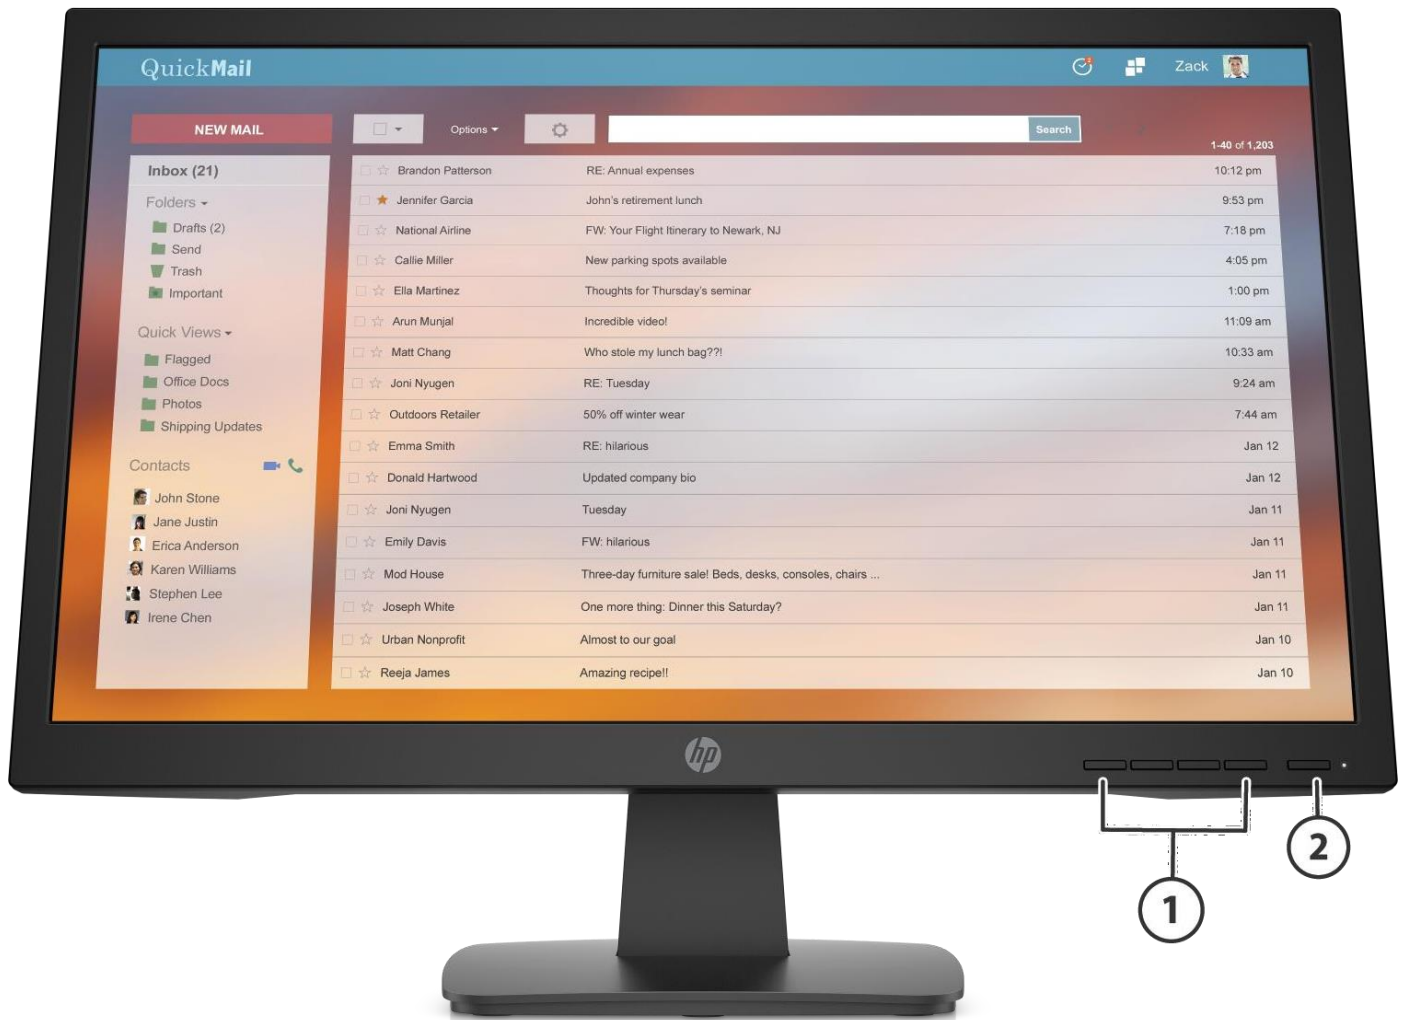 QuickMail
Zack
NEW MAIL
Options
Search
1-40 of 1,203
Inbox (21)
Folders
Drafts (2)
Send
Trash
Important
Quick Views
Flagged
Office Docs
Photos
Shipping Updates
Contacts
John Stone
Jane Justin
Erica Anderson
Karen Williams
Stephen Lee
Irene Chen
Brandon Patterson RE: Annual expenses 10:12 pm
Jennifer Garcia John's retirement lunch 9:53 pm
National Airline FW: Your Flight Itinerary to Newark, NJ 7:18 pm
Callie Miller New parking spots available 4:05 pm
Ella Martinez Thoughts for Thursday's seminar 1:00 pm
Arun Munjal Incredible video! 11:09 am
Matt Chang Who stole my lunch bag??! 10:33 am
Joni Nyugen RE: Tuesday 9:24 am
Outdoors Retailer 50% off winter wear 7:44 am
Emma Smith RE: hilarious Jan 12
Donald Hartwood Updated company bio Jan 12
Joni Nyugen Tuesday Jan 11
Emily Davis FW: hilarious Jan 11
Mod House Three-day furniture sale! Beds, desks, consoles, chairs ... Jan 11
Joseph White One more thing: Dinner this Saturday? Jan 11
Urban Nonprofit Almost to our goal Jan 10
Reeja James Amazing recipe!! Jan 10
hp
1
2